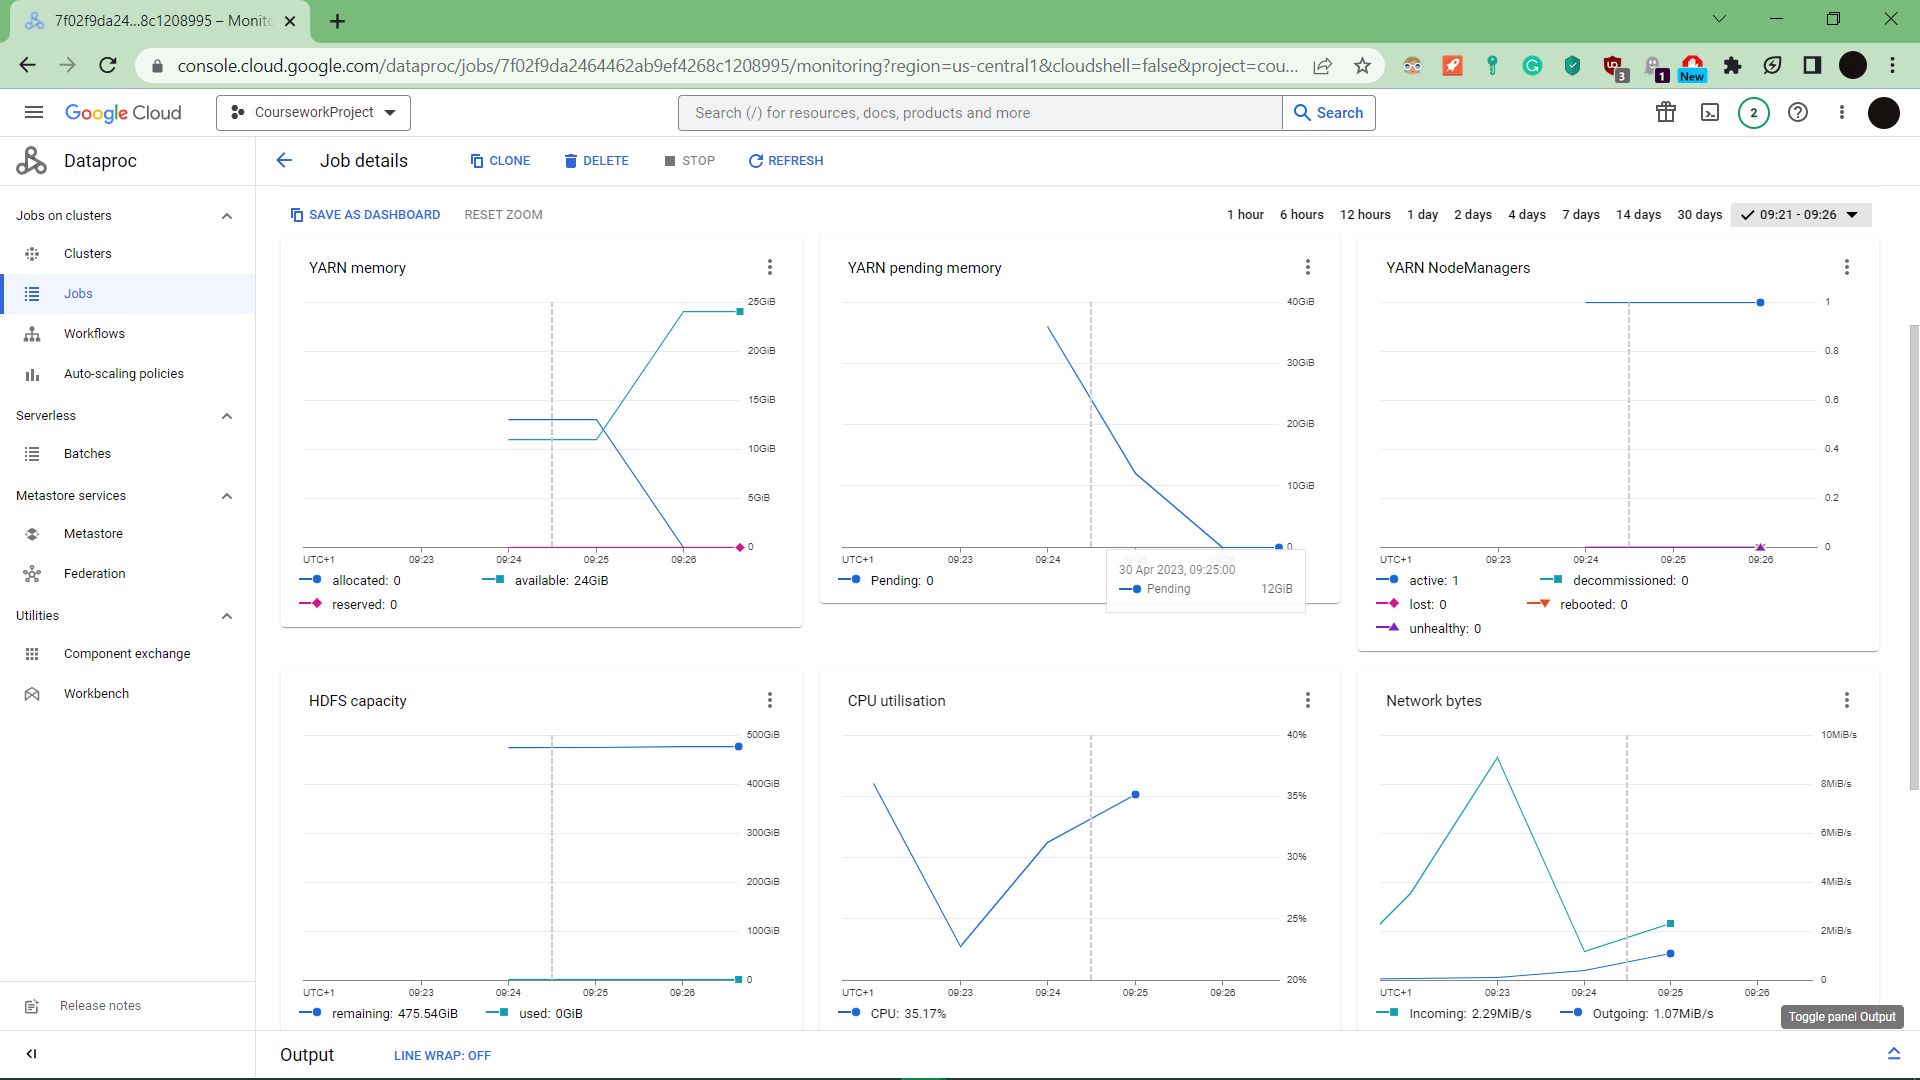 7f02f9da24...8c1208995 – Monito
console.cloud.google.com/dataproc/jobs/7f02f9da2464462ab9ef4268c1208995/monitoring?region=us-central1&cloudshell=false&project=cou...
3
1
New
Google Cloud
CourseworkProject
Search (/) for resources, docs, products and more
Search
2
Dataproc
Job details
CLONE
DELETE
STOP
REFRESH
Jobs on clusters
Clusters
Jobs
Workflows
Auto-scaling policies
Serverless
Batches
Metastore services
Metastore
Federation
Utilities
Component exchange
Workbench
Release notes
SAVE AS DASHBOARD
RESET ZOOM
1 hour 6 hours 12 hours 1 day 2 days 4 days 7 days 14 days 30 days 09:21 - 09:26
YARN memory
25GiB
20GiB
15GiB
10GiB
5GiB
0
UTC+1 09:23 09:24 09:25 09:26
allocated: 0
available: 24GiB
reserved: 0
YARN pending memory
40GiB
30GiB
20GiB
10GiB
0
UTC+1 09:23 09:24 09:25 09:26
Pending: 0
30 Apr 2023, 09:25:00
Pending 12GiB
YARN NodeManagers
1
0.8
0.6
0.4
0.2
0
UTC+1 09:23 09:24 09:25 09:26
active: 1
decommissioned: 0
lost: 0
rebooted: 0
unhealthy: 0
HDFS capacity
500GiB
400GiB
300GiB
200GiB
100GiB
0
UTC+1 09:23 09:24 09:25 09:26
remaining: 475.54GiB
used: 0GiB
CPU utilisation
40%
35%
30%
25%
20%
UTC+1 09:23 09:24 09:25 09:26
CPU: 35.17%
Network bytes
10MiB/s
8MiB/s
6MiB/s
4MiB/s
2MiB/s
0
UTC+1 09:23 09:24 09:25 09:26
Incoming: 2.29MiB/s
Outgoing: 1.07MiB/s
Toggle panel Output
Output
LINE WRAP: OFF